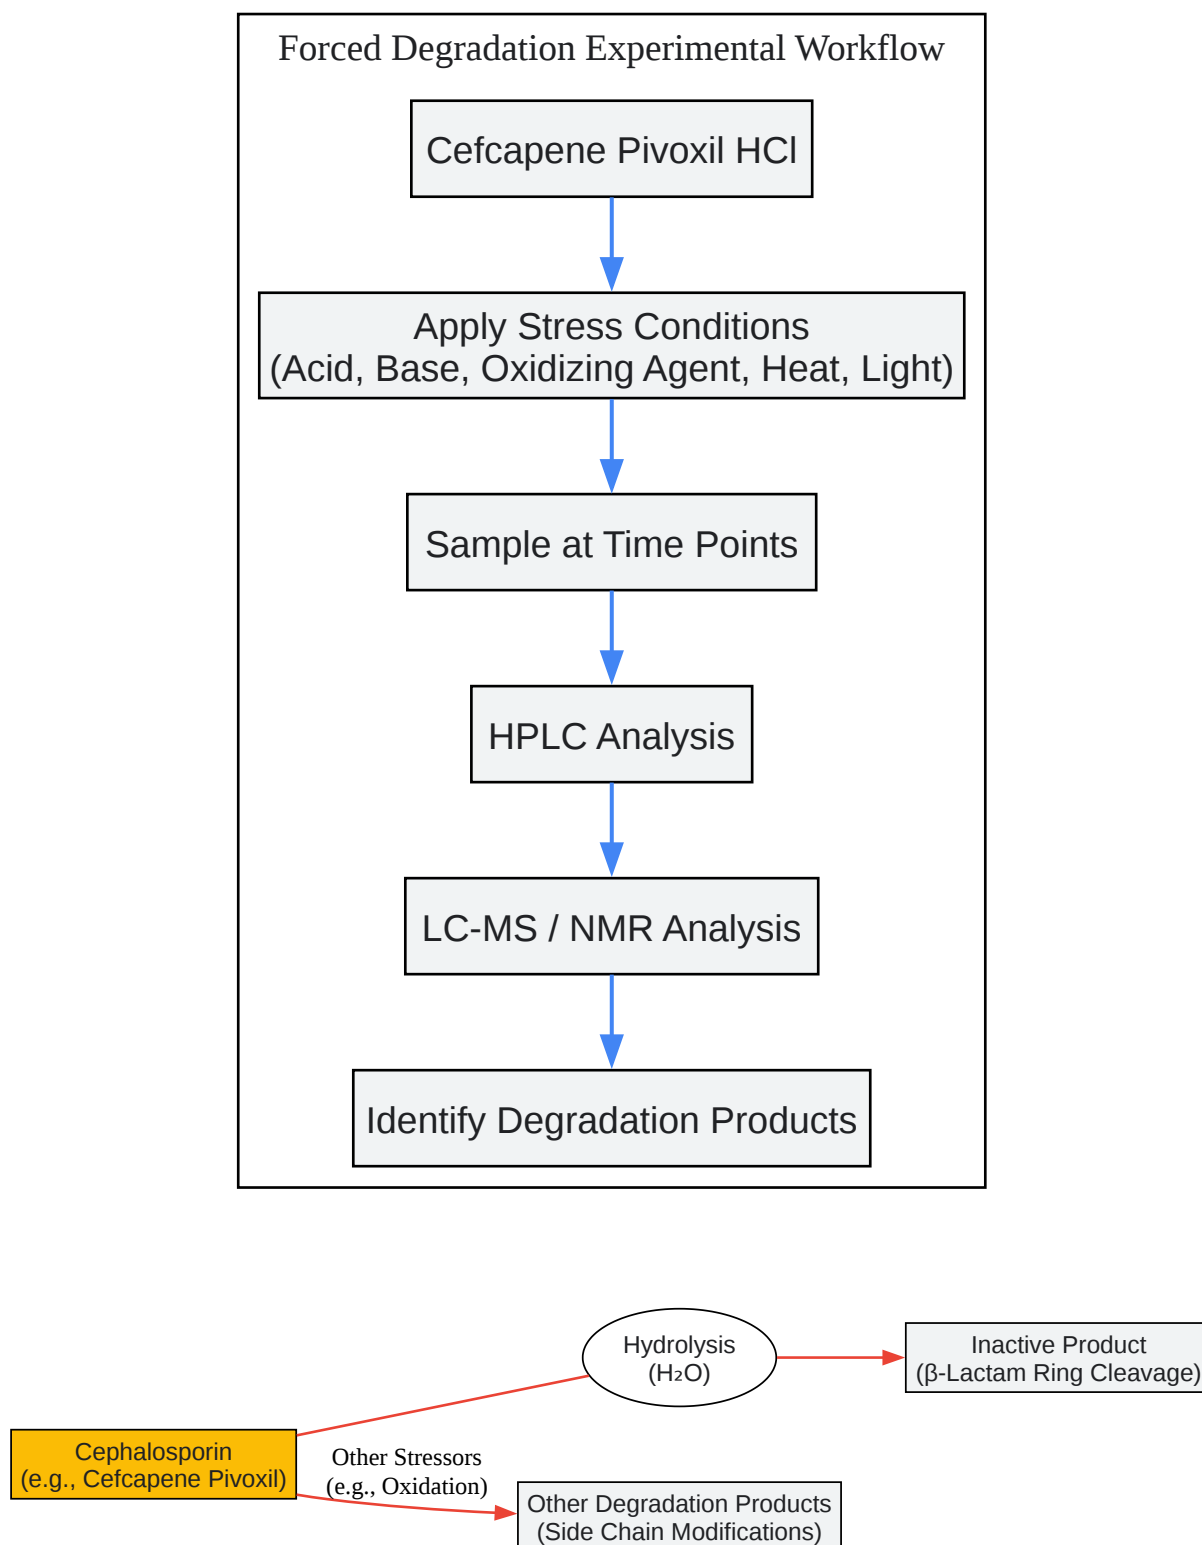 Forced Degradation Experimental Workflow
Cefcapene Pivoxil HCl
Apply Stress Conditions
(Acid, Base, Oxidizing Agent, Heat, Light)
Sample at Time Points
HPLC Analysis
LC-MS / NMR Analysis
Identify Degradation Products
Hydrolysis
(H₂O)
Inactive Product
(β-Lactam Ring Cleavage)
Cephalosporin
(e.g., Cefcapene Pivoxil)
Other Stressors
(e.g., Oxidation)
Other Degradation Products
(Side Chain Modifications)